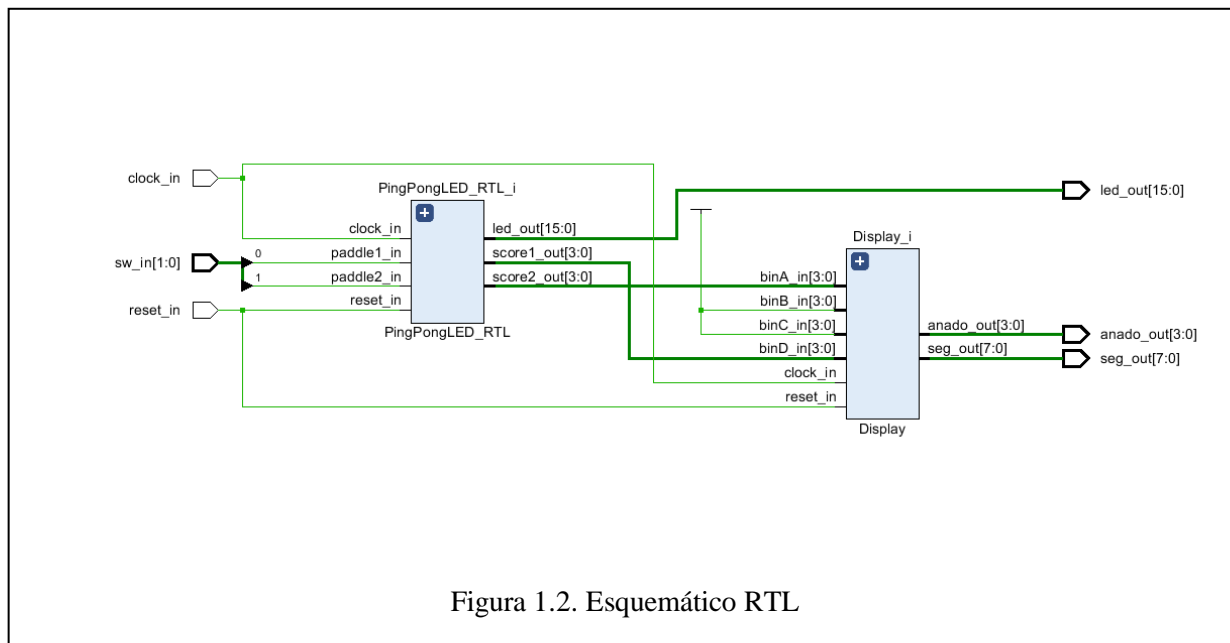 clock_in
sw_in[1:0]
reset_in
0
1
PingPongLED_RTL_i
clock_in
paddle1_in
paddle2_in
reset_in
led_out[15:0]
score1_out[3:0]
score2_out[3:0]
PingPongLED_RTL
Display_i
binA_in[3:0]
binB_in[3:0]
binC_in[3:0]
binD_in[3:0]
clock_in
reset_in
anado_out[3:0]
seg_out[7:0]
Display
led_out[15:0]
anado_out[3:0]
seg_out[7:0]
Figura 1.2. Esquemático RTL